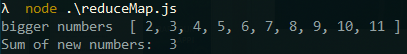 λ  node .\reduceMap.js
bigger numbers  [ 2, 3, 4, 5, 6, 7, 8, 9, 10, 11 ]
Sum of new numbers:  3